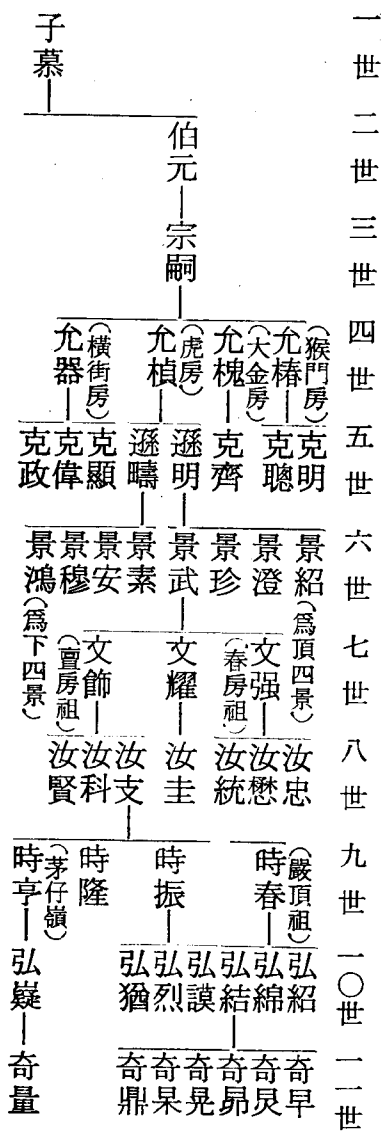 一世 二世 三世 四世 五世 六世 七世 八世 九世 一〇世 一一世
子慕
伯元
宗嗣
(猴門房)
允椿
(大金房)
允槐
(虎房)
允楨
(橫街房)
允器
克明
克聰
克齊
遜明
遜疇
克顯
克偉
克政
景紹(為頂四景)
景澄
景珍
景武
景素
景安
景穆
景鴻(為下四景)
文强
(春房祖)
文耀
文飾
(亶房祖)
汝忠
汝懋
汝統
汝圭
汝支
汝科
汝賢
(嚴頂祖)
時春
時振
時隆
(茅仔嶺)
時亨
弘紹
弘綿
弘結
弘謨
弘烈
弘猶
弘嶷
奇早
奇炅
奇昴
奇晃
奇杲
奇鼎
奇量